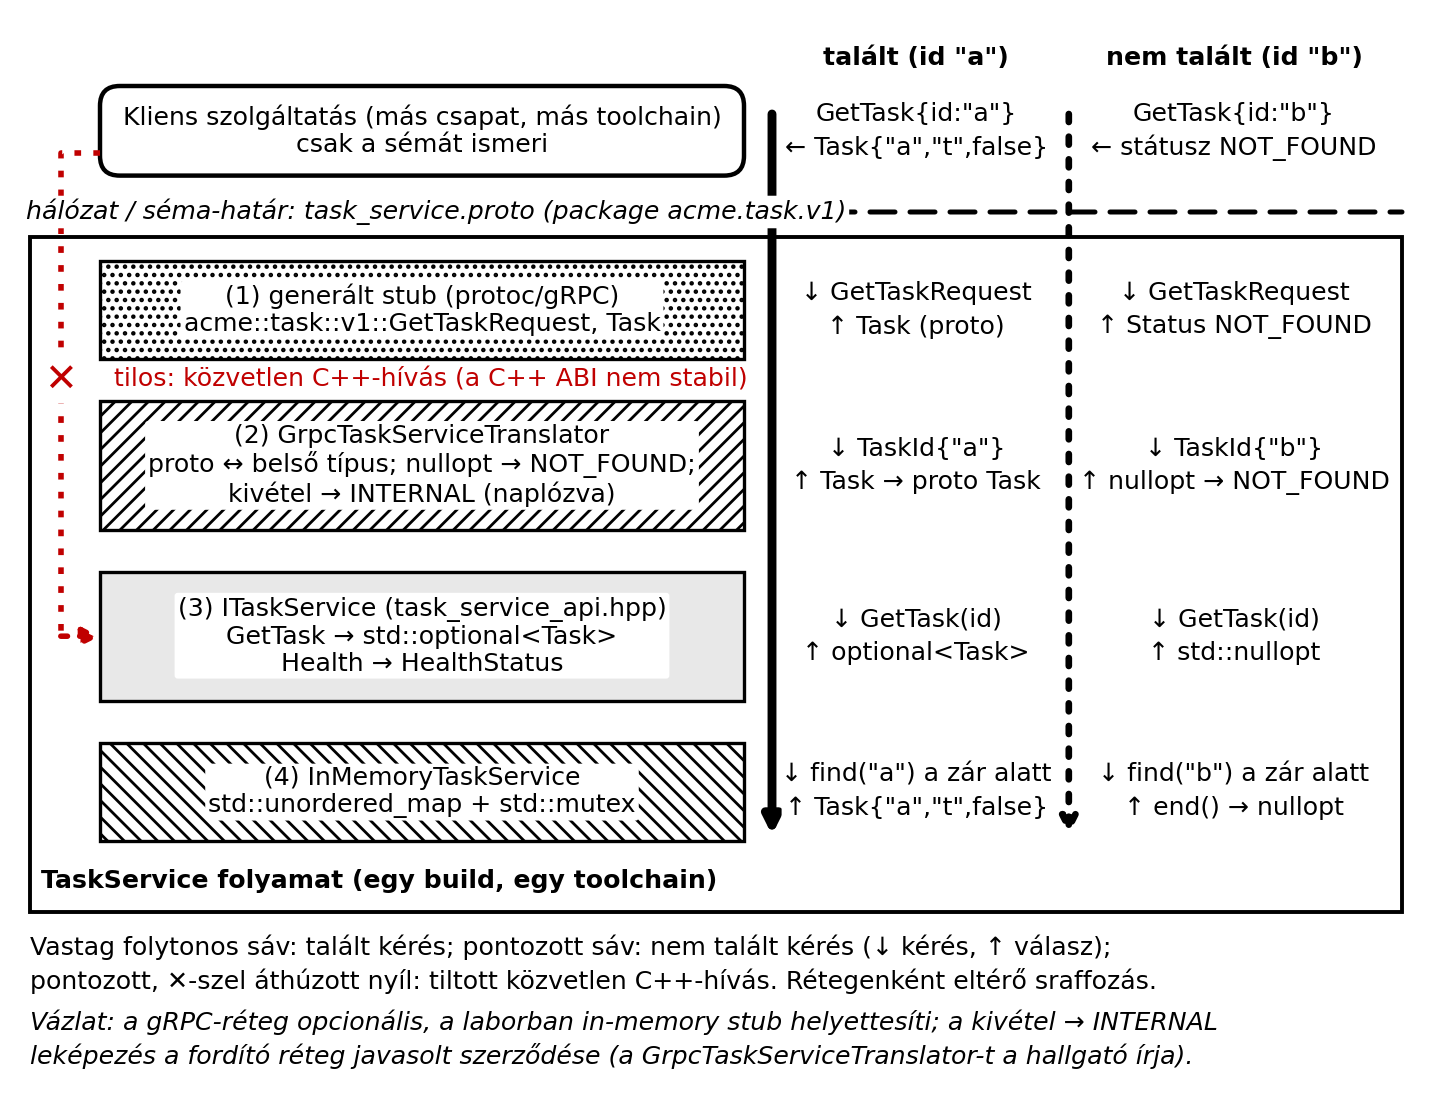 talált (id "a")
nem talált (id "b")
Kliens szolgáltatás (más csapat, más toolchain)
csak a sémát ismeri
GetTask{id:"a"}
← Task{"a","t",false}
GetTask{id:"b"}
← státusz NOT_FOUND
hálózat / séma-határ: task_service.proto (package acme.task.v1)
(1) generált stub (protoc/gRPC)
acme::task::v1::GetTaskRequest, Task
↓ GetTaskRequest
↑ Task (proto)
↓ GetTaskRequest
↑ Status NOT_FOUND
✕ tilos: közvetlen C++-hívás (a C++ ABI nem stabil)
(2) GrpcTaskServiceTranslator
proto ↔ belső típus; nullopt → NOT_FOUND;
kivétel → INTERNAL (naplózva)
↓ TaskId{"a"}
↑ Task → proto Task
↓ TaskId{"b"}
↑ nullopt → NOT_FOUND
(3) ITaskService (task_service_api.hpp)
GetTask → std::optional<Task>
Health → HealthStatus
↓ GetTask(id)
↑ optional<Task>
↓ GetTask(id)
↑ std::nullopt
(4) InMemoryTaskService
std::unordered_map + std::mutex
↓ find("a") a zár alatt
↑ Task{"a","t",false}
↓ find("b") a zár alatt
↑ end() → nullopt
TaskService folyamat (egy build, egy toolchain)
Vastag folytonos sáv: talált kérés; pontozott sáv: nem talált kérés (↓ kérés, ↑ válasz);
pontozott, ✕-szel áthúzott nyíl: tiltott közvetlen C++-hívás. Rétegenként eltérő sraffozás.
Vázlat: a gRPC-réteg opcionális, a laborban in-memory stub helyettesíti; a kivétel → INTERNAL
leképezés a fordító réteg javasolt szerződése (a GrpcTaskServiceTranslator-t a hallgató írja).